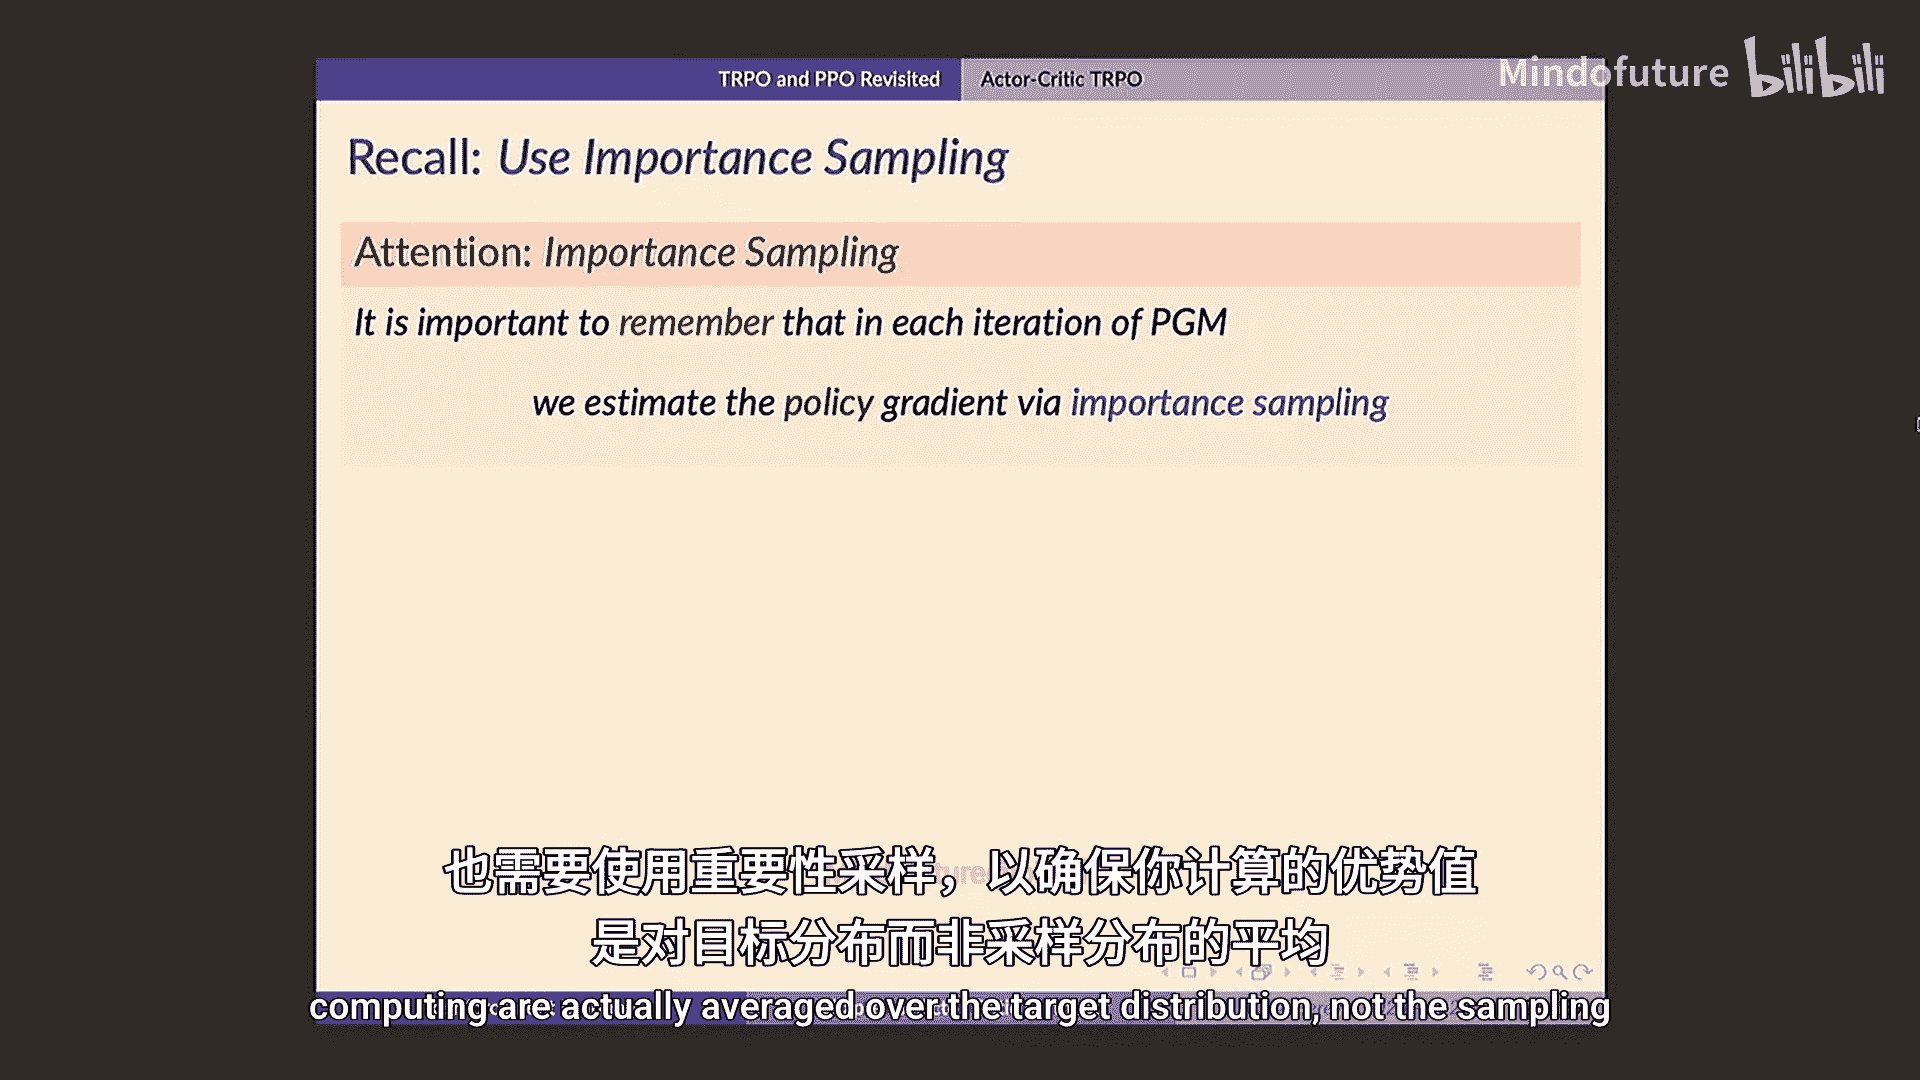 TRPO and PPO Revisited
Actor-Critic TRPO
Mindofuture bilibili
Recall: Use Importance Sampling
Attention: Importance Sampling
It is important to remember that in each iteration of PGM
we estimate the policy gradient via importance sampling
也需要使用重要性采样，以确保你计算的优势值
是对目标分布而非采样分布的平均
computing are actually averaged over the target distribution, not the sampling